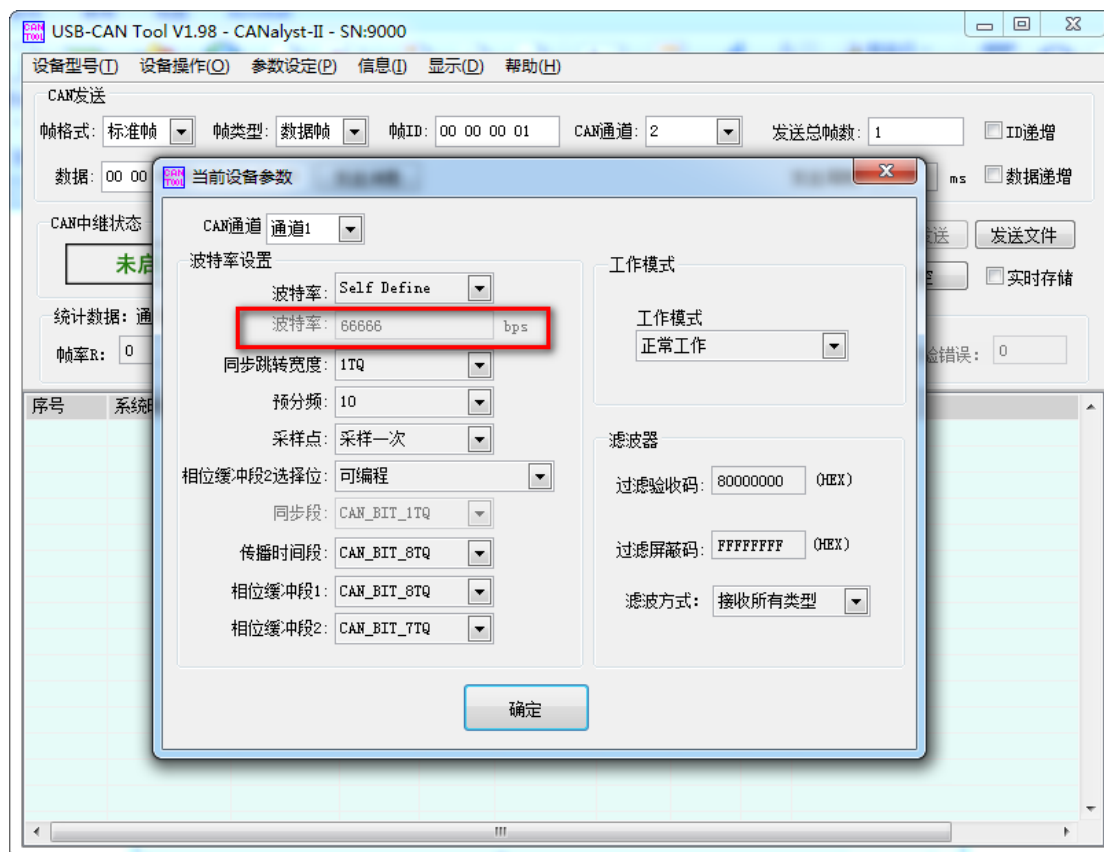 USB-CAN Tool V1.98 - CANalyst-II - SN:9000
设备型号(T) 设备操作(O) 参数设定(P) 信息(I) 显示(D) 帮助(H)
CAN发送
帧格式: 标准帧 帧类型: 数据帧 帧ID: 00 00 00 01 CAN通道: 2 发送总帧数: 1 ID递增
数据: 00 00 ms 数据递增
当前设备参数
CAN中继状态
未启
发送文件
实时存储
统计数据: 通
帧率R: 0
错误: 0
序号 系统
CAN通道 通道1
波特率设置
波特率: Self Define
波特率: 66666 bps
同步跳转宽度: 1TQ
预分频: 10
采样点: 采样一次
相位缓冲段2选择位: 可编程
同步段: CAN_BIT_1TQ
传播时间段: CAN_BIT_8TQ
相位缓冲段1: CAN_BIT_8TQ
相位缓冲段2: CAN_BIT_7TQ
工作模式
工作模式
正常工作
滤波器
过滤验收码: 80000000 (HEX)
过滤屏蔽码: FFFFFFFF (HEX)
滤波方式: 接收所有类型
确定